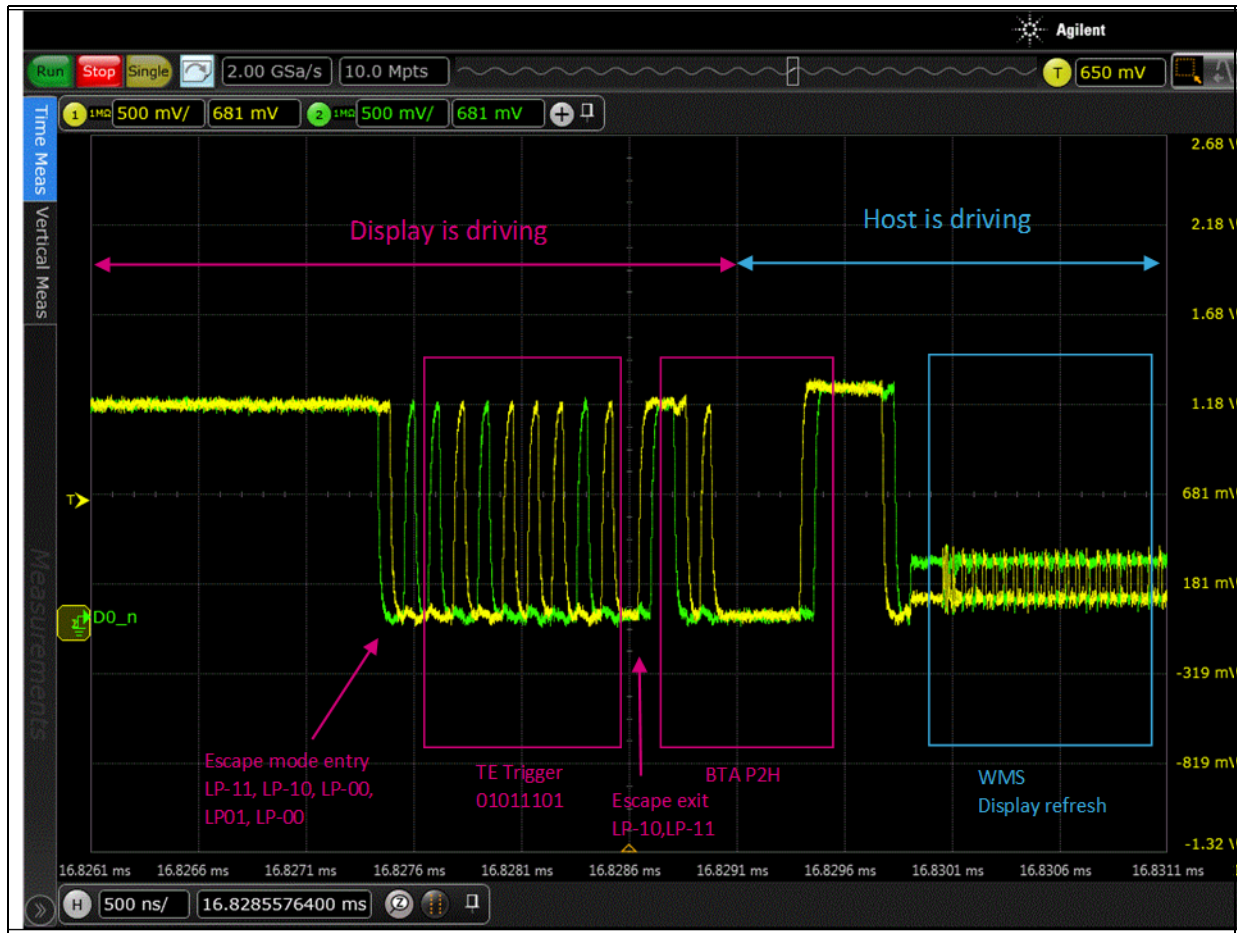 Agilent
Run Stop Single 2.00 GSa/s 10.0 Mpts T 650 mV
1 1MΩ 500 mV/ 681 mV 2 1MΩ 500 mV/ 681 mV
Time Meas
Vertical Meas
Measurements
2.68
2.18
1.68
1.18
681 m
181 m
-319 m
-819 m
-1.32
Display is driving
Host is driving
T
D0_n
Escape mode entry
LP-11, LP-10, LP-00,
LP01, LP-00
TE Trigger
01011101
Escape exit
LP-10,LP-11
BTA P2H
WMS
Display refresh
16.8261 ms 16.8266 ms 16.8271 ms 16.8276 ms 16.8281 ms 16.8286 ms 16.8291 ms 16.8296 ms 16.8301 ms 16.8306 ms 16.8311 ms
H 500 ns/ 16.8285576400 ms Z